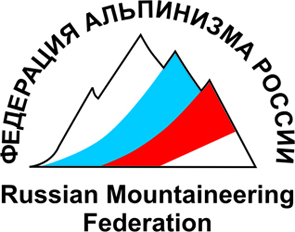 ФЕДЕРАЦИЯ АЛЬПИНИЗМА РОССИИ
Russian Mountaineering
Federation